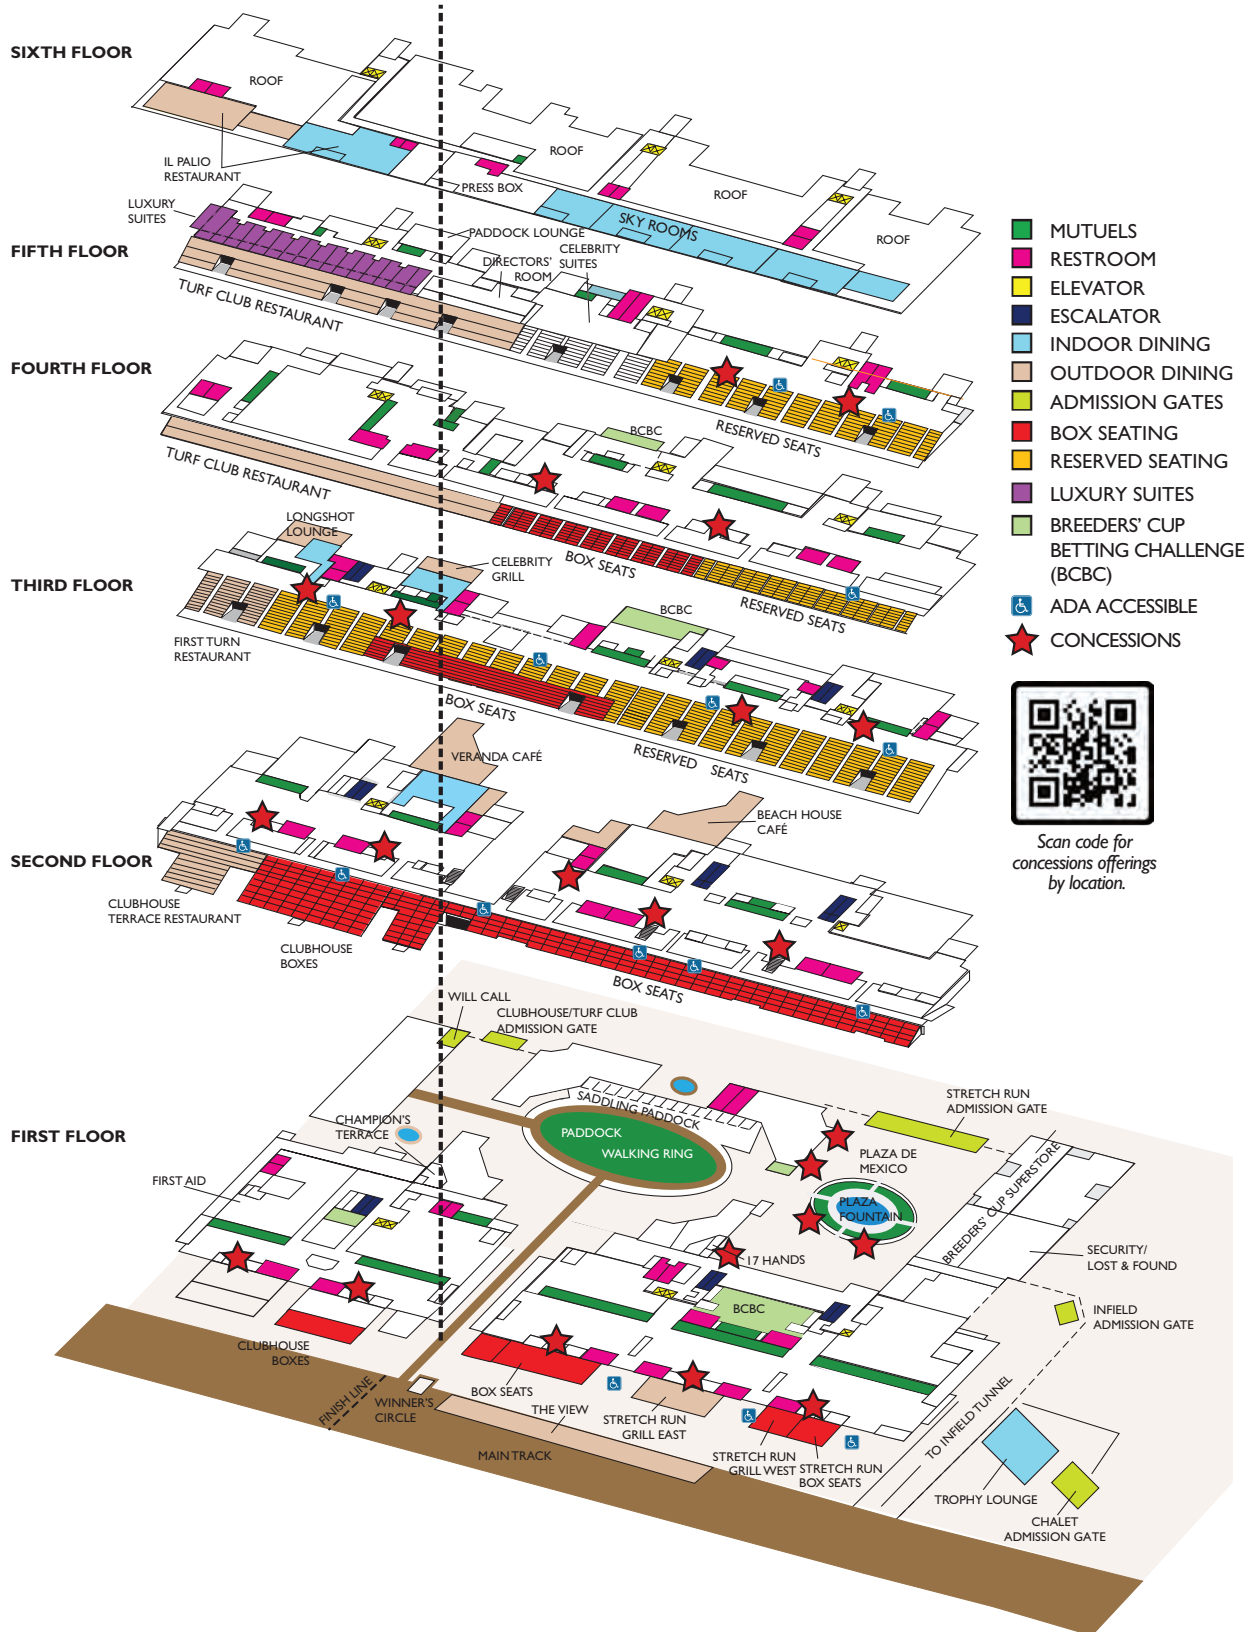 SIXTH FLOOR
ROOF
ROOF
ROOF
ROOF
IL PALIO
RESTAURANT
PRESS BOX
SKY ROOMS
LUXURY
SUITES
FIFTH FLOOR
PADDOCK LOUNGE
CELEBRITY
SUITES
DIRECTORS'
ROOM
TURF CLUB RESTAURANT
RESERVED SEATS
FOURTH FLOOR
BCBC
TURF CLUB RESTAURANT
BOX SEATS
RESERVED SEATS
LONGSHOT
LOUNGE
CELEBRITY
GRILL
THIRD FLOOR
BCBC
FIRST TURN
RESTAURANT
BOX SEATS
RESERVED SEATS
VERANDA CAFÉ
BEACH HOUSE
CAFÉ
SECOND FLOOR
CLUBHOUSE
TERRACE RESTAURANT
CLUBHOUSE
BOXES
BOX SEATS
WILL CALL
CLUBHOUSE/TURF CLUB
ADMISSION GATE
SADDLING PADDOCK
STRETCH RUN
ADMISSION GATE
CHAMPION'S
TERRACE
FIRST FLOOR
PADDOCK
WALKING RING
PLAZA DE
MEXICO
PLAZA
FOUNTAIN
FIRST AID
BREEDERS' CUP SUPERSTORE
17 HANDS
SECURITY/
LOST & FOUND
BCBC
INFIELD
ADMISSION GATE
CLUBHOUSE
BOXES
FINISH LINE
WINNER'S
CIRCLE
BOX SEATS
THE VIEW
STRETCH RUN
GRILL EAST
MAIN TRACK
STRETCH RUN
GRILL WEST
STRETCH RUN
BOX SEATS
TO INFIELD TUNNEL
TROPHY LOUNGE
CHALET
ADMISSION GATE
MUTUELS
RESTROOM
ELEVATOR
ESCALATOR
INDOOR DINING
OUTDOOR DINING
ADMISSION GATES
BOX SEATING
RESERVED SEATING
LUXURY SUITES
BREEDERS' CUP
BETTING CHALLENGE
(BCBC)
ADA ACCESSIBLE
CONCESSIONS
Scan code for
concessions offerings
by location.